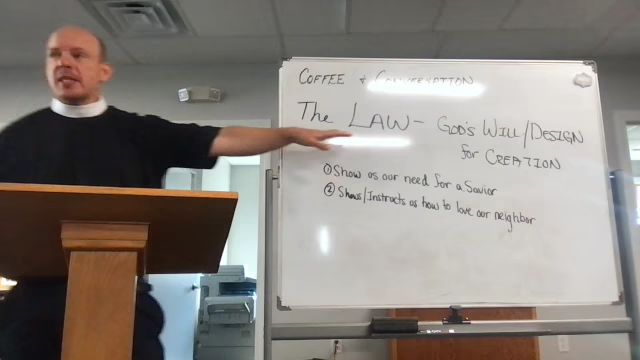 COFFEE + CONVERSATION
The LAW - GOD'S WILL/DESIGN
for CREATION
① Show us our need for a Savior
② Shows/Instructs us how to love our neighbor